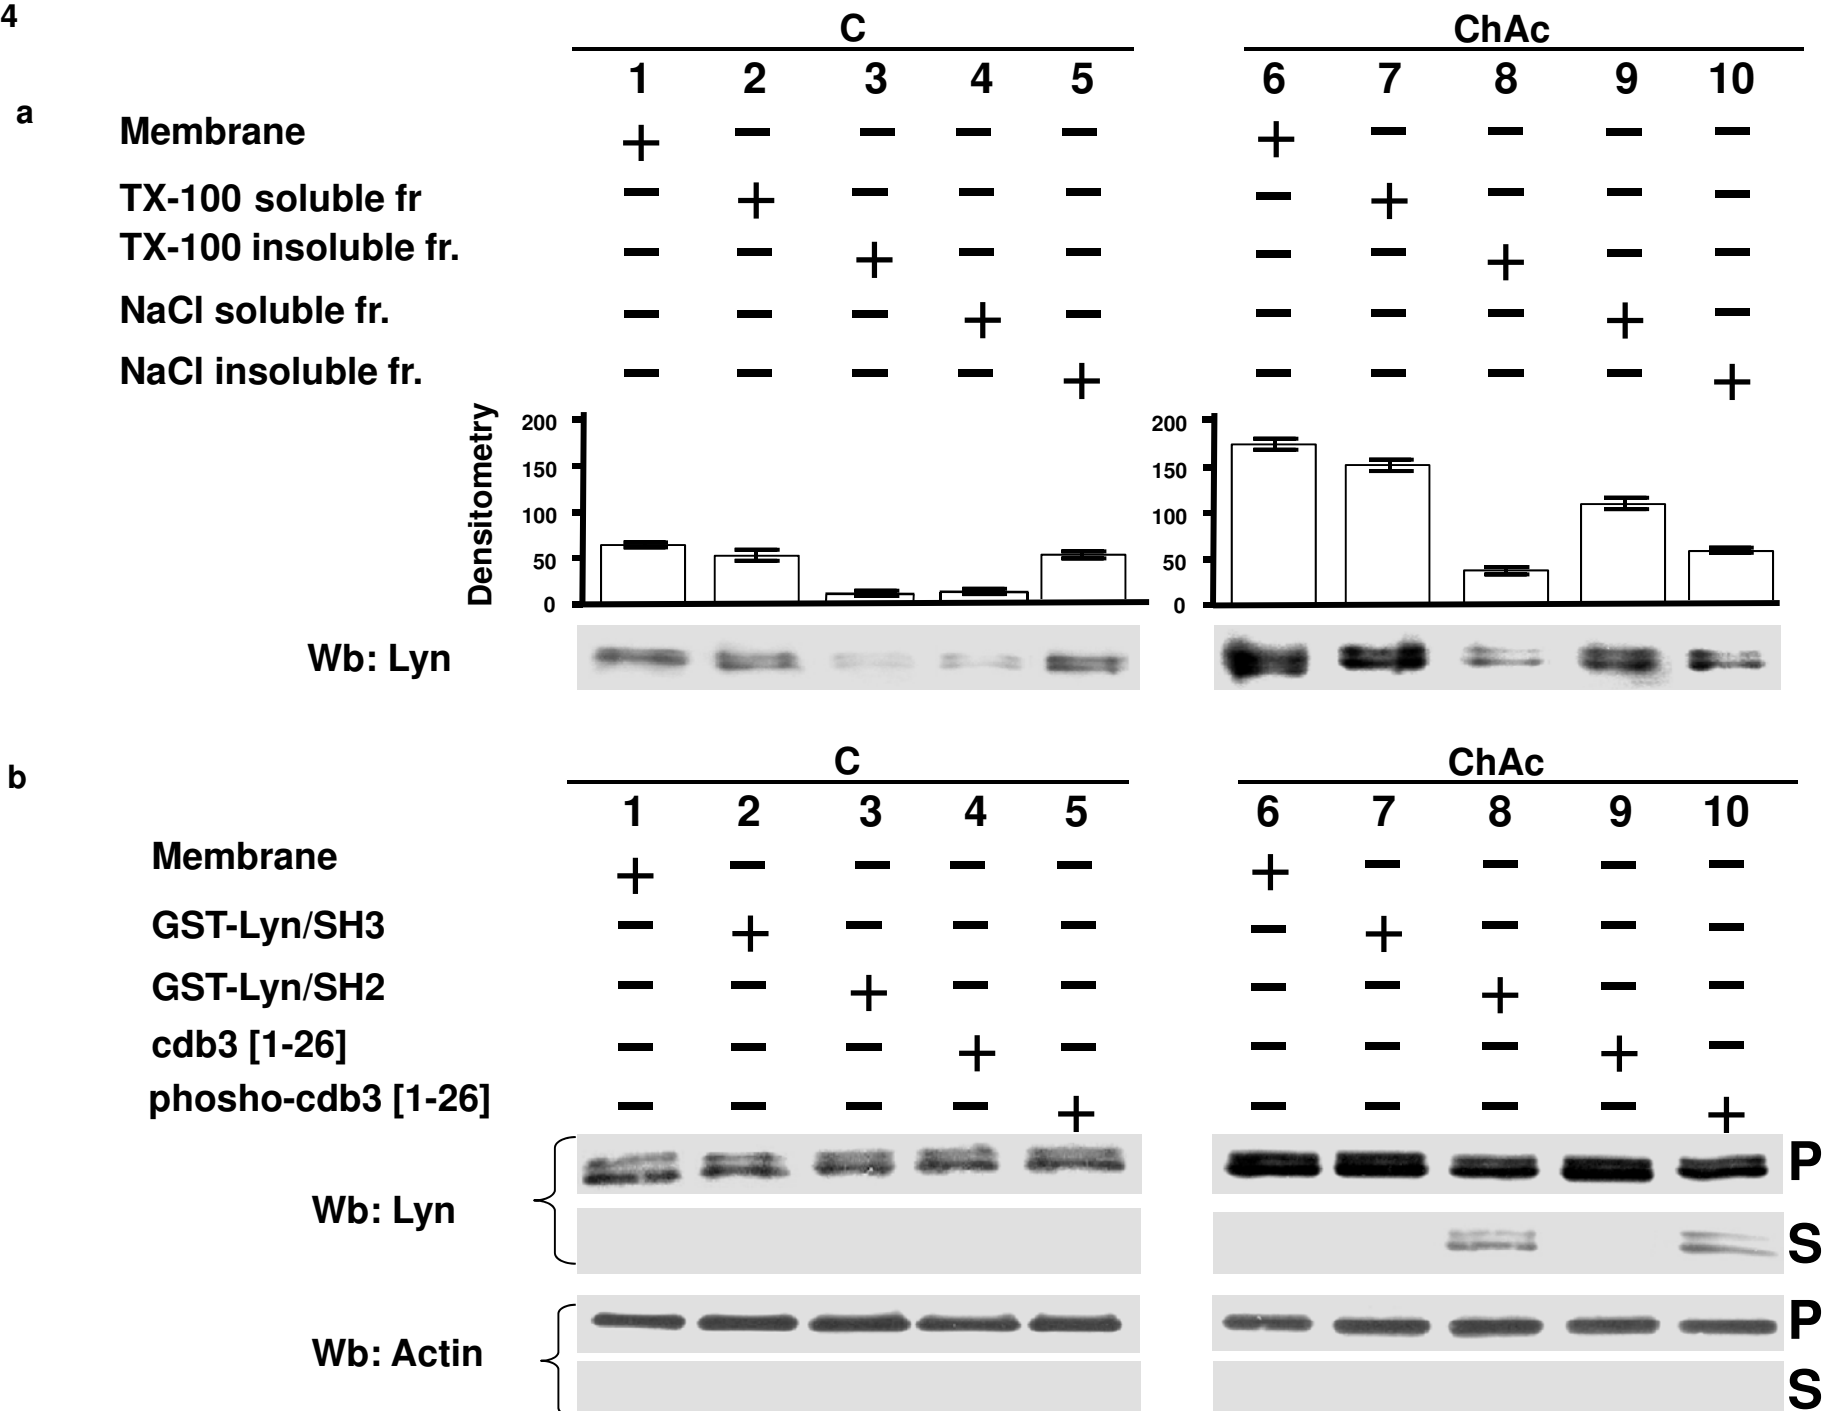 4
C ChAc
1 2 3 4 5 6 7 8 9 10
a
Membrane + − − − − + − − − −
TX-100 soluble fr − + − − − − + − − −
TX-100 insoluble fr. − − + − − − − + − −
NaCl soluble fr. − − − + − − − − + −
NaCl insoluble fr. − − − − + − − − − +
Densitometry
200 200
150 150
100 100
50 50
0 0
Wb: Lyn
b
C ChAc
1 2 3 4 5 6 7 8 9 10
Membrane + − − − − + − − − −
GST-Lyn/SH3 − + − − − − + − − −
GST-Lyn/SH2 − − + − − − − + − −
cdb3 [1-26] − − − + − − − − + −
phosho-cdb3 [1-26] − − − − + − − − − +
P
Wb: Lyn
S
P
Wb: Actin
S